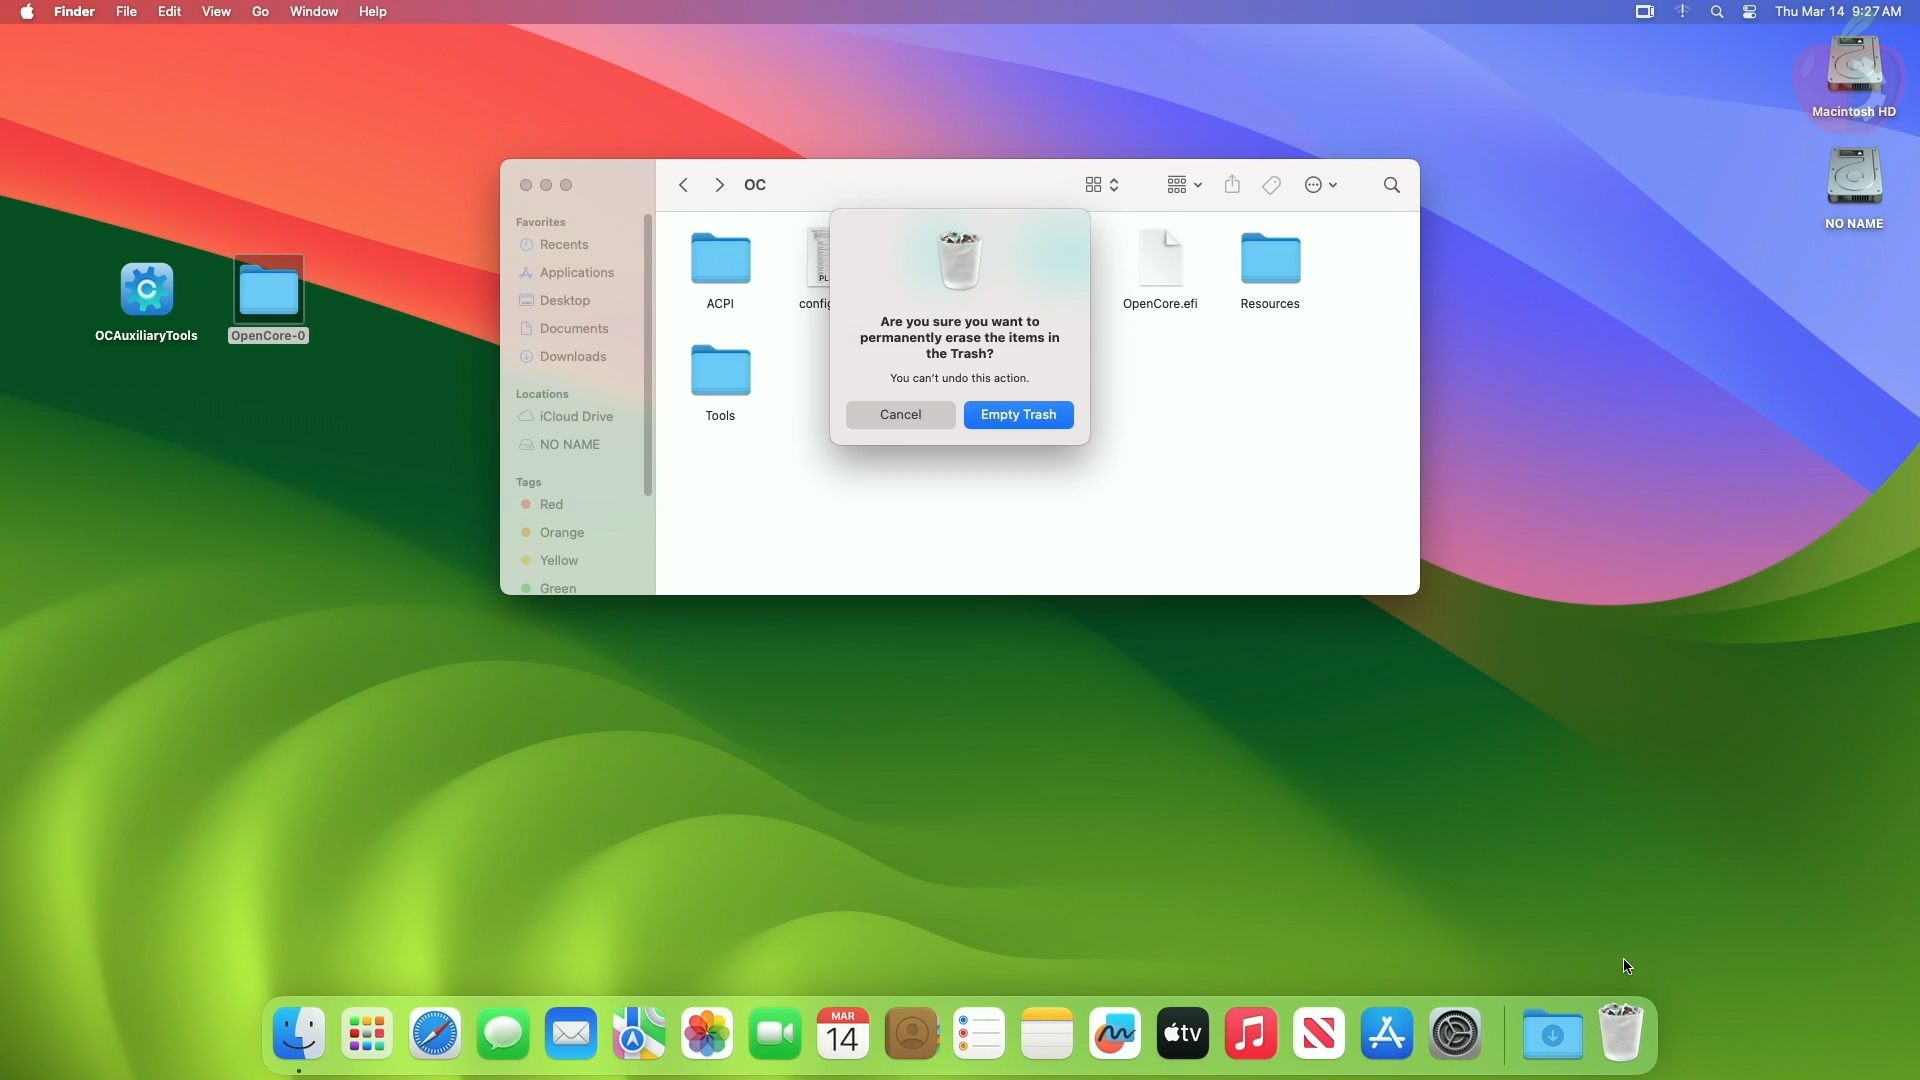 Finder File Edit View Go Window Help
Thu Mar 14 9:27 AM
Macintosh HD
NO NAME
OCAuxiliaryTools
OpenCore-0
OC
Favorites
Recents
Applications
Desktop
Documents
Downloads
Locations
iCloud Drive
NO NAME
Tags
Red
Orange
Yellow
Green
ACPI
config
PL
OpenCore.efi
Resources
Tools
Are you sure you want to
permanently erase the items in
the Trash?
You can't undo this action.
Cancel
Empty Trash
MAR
14
tv